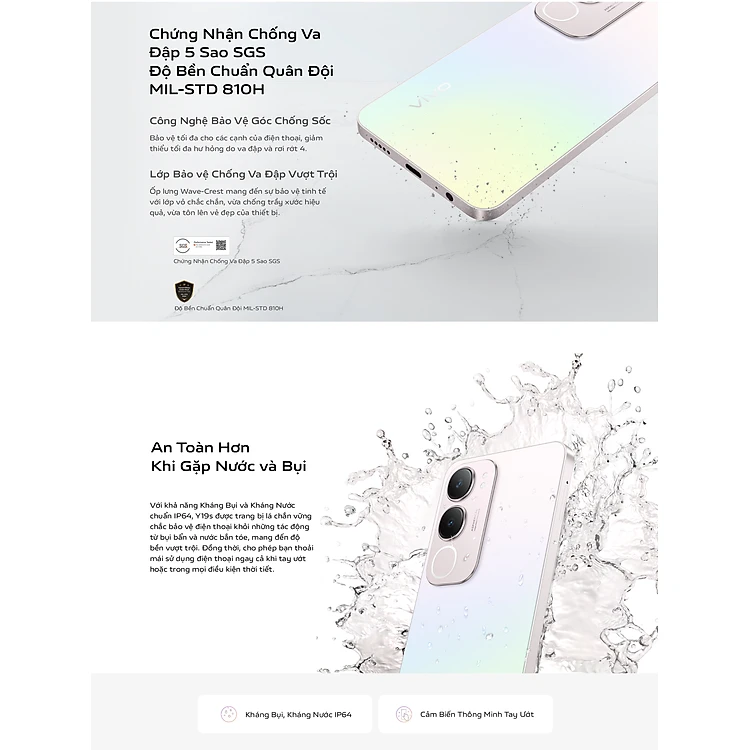 Chứng Nhận Chống Va
Đập 5 Sao SGS
Độ Bền Chuẩn Quân Đội
MIL-STD 810H
Công Nghệ Bảo Vệ Góc Chống Sốc
Bảo vệ tối đa cho các cạnh của điện thoại, giảm
thiểu tối đa hư hỏng do va đập và rơi rớt 4.
Lớp Bảo vệ Chống Va Đập Vượt Trội
Ốp lưng Wave-Crest mang đến sự bảo vệ tinh tế
với lớp vỏ chắc chắn, vừa chống trầy xước hiệu
quả, vừa tôn lên vẻ đẹp của thiết bị.
SGS
Chứng Nhận Chống Va Đập 5 Sao SGS
Độ Bền Chuẩn Quân Đội MIL-STD 810H
vivo
An Toàn Hơn
Khi Gặp Nước và Bụi
Với khả năng Kháng Bụi và Kháng Nước
chuẩn IP64, Y19s được trang bị lá chắn vững
chắc bảo vệ điện thoại khỏi những tác động
từ bụi bẩn và nước bắn tóe, mang đến độ
bền vượt trội. Đồng thời, cho phép bạn thoải
mái sử dụng điện thoại ngay cả khi tay ướt
hoặc trong mọi điều kiện thời tiết.
Kháng Bụi, Kháng Nước IP64
Cảm Biến Thông Minh Tay Ướt